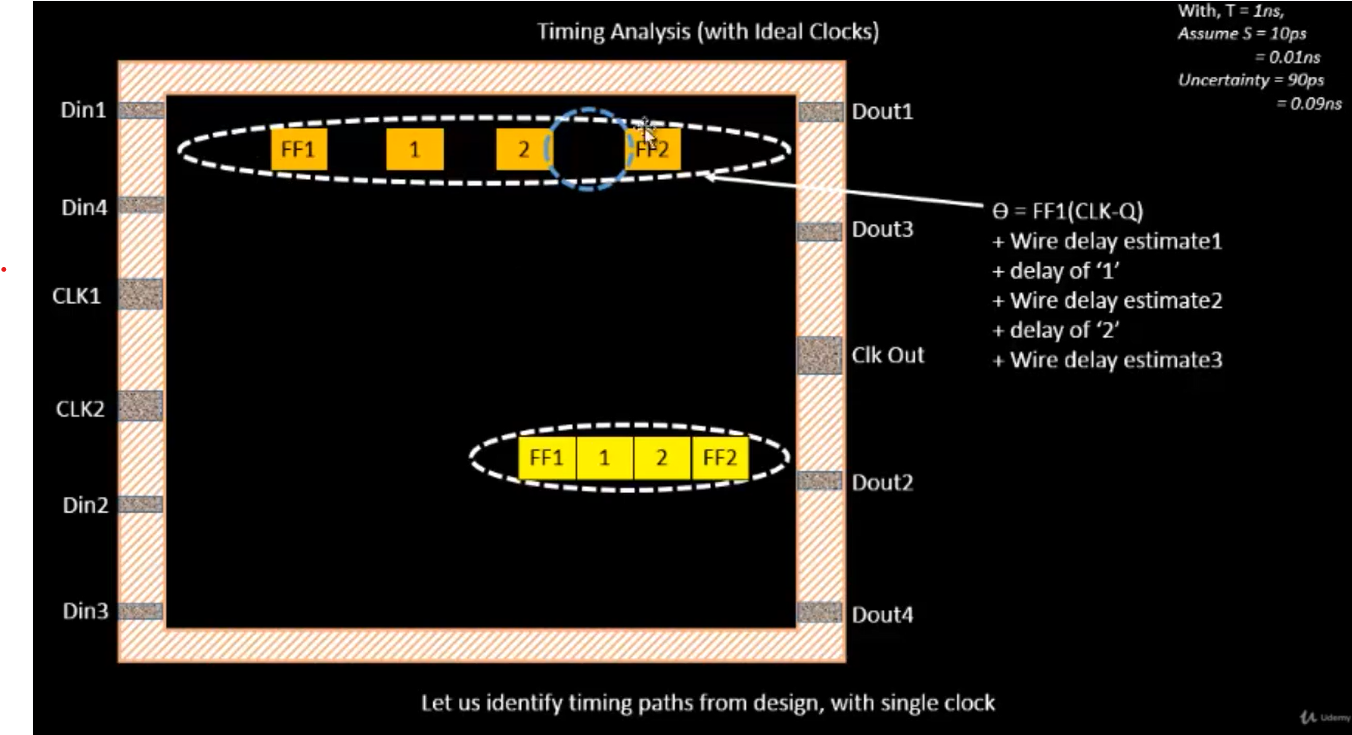 Timing Analysis (with Ideal Clocks)
With, T = 1ns,
Assume S = 10ps
= 0.01ns
Uncertainty = 90ps
= 0.09ns
Din1
Din4
CLK1
CLK2
Din2
Din3
FF1 1 2 FF2
FF1 1 2 FF2
Dout1
Dout3
Clk Out
Dout2
Dout4
Ɵ = FF1(CLK-Q)
+ Wire delay estimate1
+ delay of ‘1’
+ Wire delay estimate2
+ delay of ‘2’
+ Wire delay estimate3
Let us identify timing paths from design, with single clock
Udemy